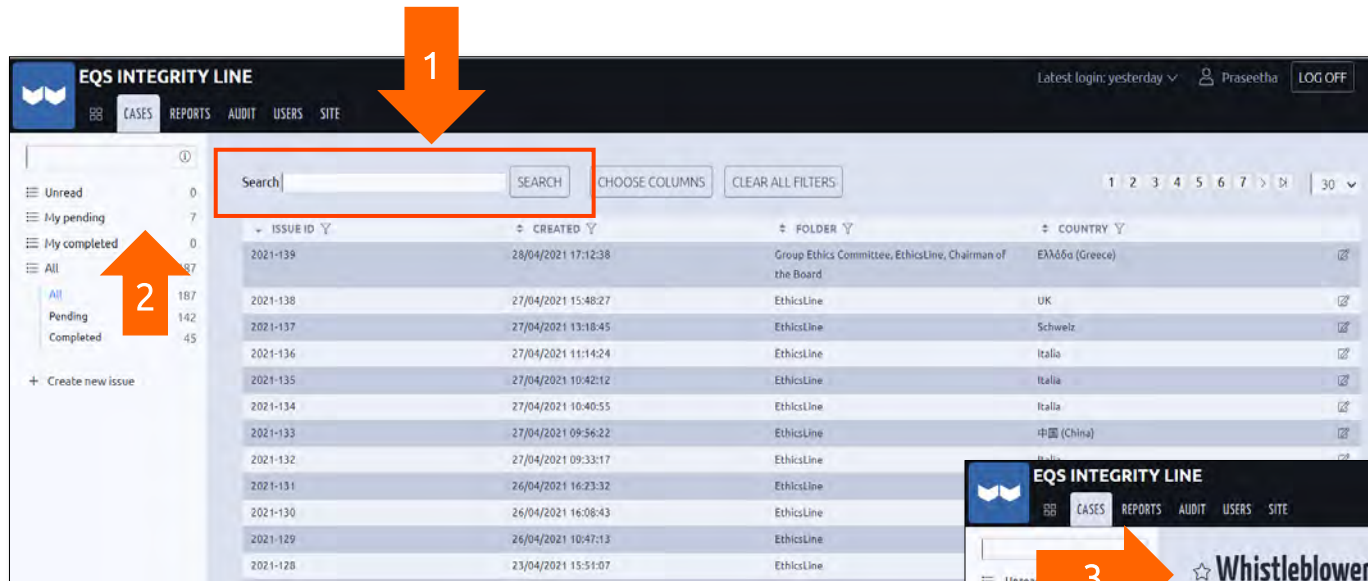 1
EQS INTEGRITY LINE
Latest login: yesterday Praseetha LOG OFF
CASES REPORTS AUDIT USERS SITE
Search SEARCH CHOOSE COLUMNS CLEAR ALL FILTERS 1 2 3 4 5 6 7 30
Unread 0
My pending 7
My completed 0
All 87
All 187
Pending 142
Completed 45
+ Create new issue
2
ISSUE ID CREATED FOLDER COUNTRY
2021-139 28/04/2021 17:12:38 Group Ethics Committee, EthicsLine, Chairman of the Board Ελλάδα (Greece)
2021-138 27/04/2021 15:48:27 EthicsLine UK
2021-137 27/04/2021 13:18:45 EthicsLine Schweiz
2021-136 27/04/2021 11:14:24 EthicsLine Italia
2021-135 27/04/2021 10:42:12 EthicsLine Italia
2021-134 27/04/2021 10:40:55 EthicsLine Italia
2021-133 27/04/2021 09:56:22 EthicsLine 中国 (China)
2021-132 27/04/2021 09:33:17 EthicsLine
2021-131 26/04/2021 16:23:32 EthicsLine
2021-130 26/04/2021 16:08:43 EthicsLine
2021-129 26/04/2021 10:47:13 EthicsLine
2021-128 23/04/2021 15:51:07 EthicsLine
EQS INTEGRITY LINE
CASES REPORTS AUDIT USERS SITE
3
Whistleblower